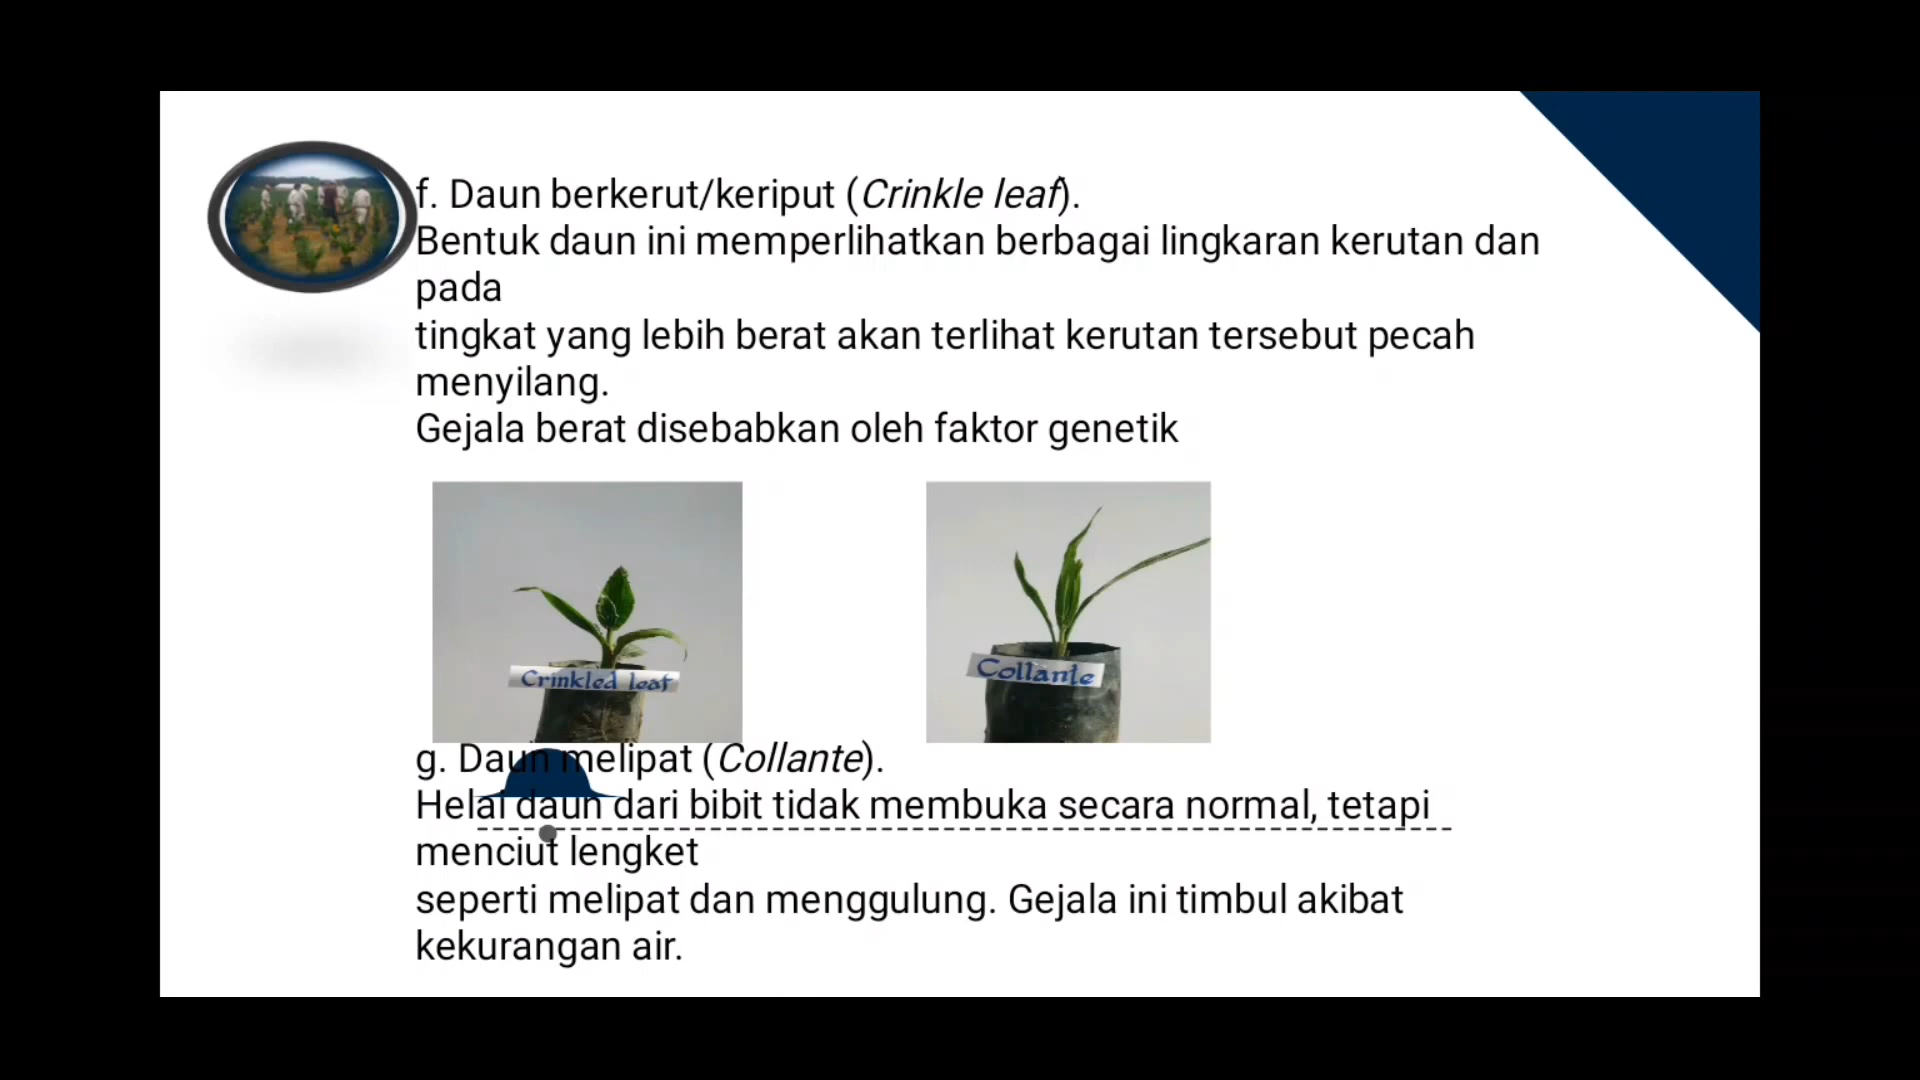 f. Daun berkerut/keriput (Crinkle leaf).
Bentuk daun ini memperlihatkan berbagai lingkaran kerutan dan
pada
tingkat yang lebih berat akan terlihat kerutan tersebut pecah
menyilang.
Gejala berat disebabkan oleh faktor genetik
Crinkled leaf
Collante
g. Daun melipat (Collante).
Helai daun dari bibit tidak membuka secara normal, tetapi
menciut lengket
seperti melipat dan menggulung. Gejala ini timbul akibat
kekurangan air.